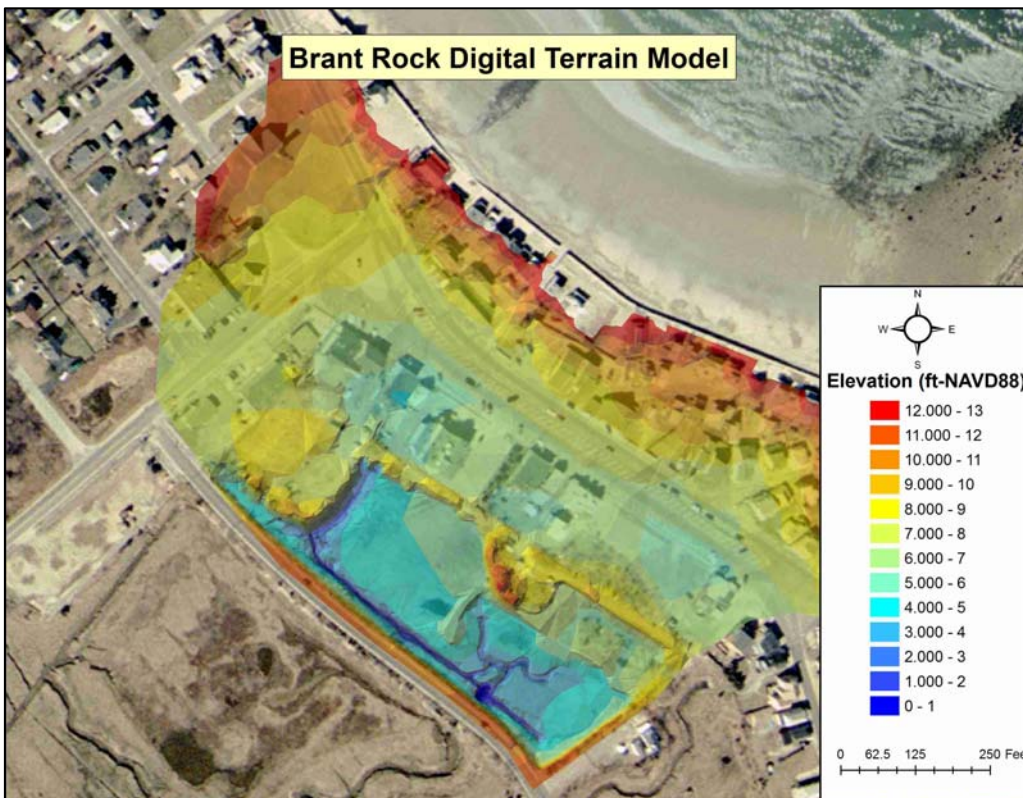 Brant Rock Digital Terrain Model
N
W E
S
Elevation (ft-NAVD88)
12.000 - 13
11.000 - 12
10.000 - 11
9.000 - 10
8.000 - 9
7.000 - 8
6.000 - 7
5.000 - 6
4.000 - 5
3.000 - 4
2.000 - 3
1.000 - 2
0 - 1
0 62.5 125 250 Fee